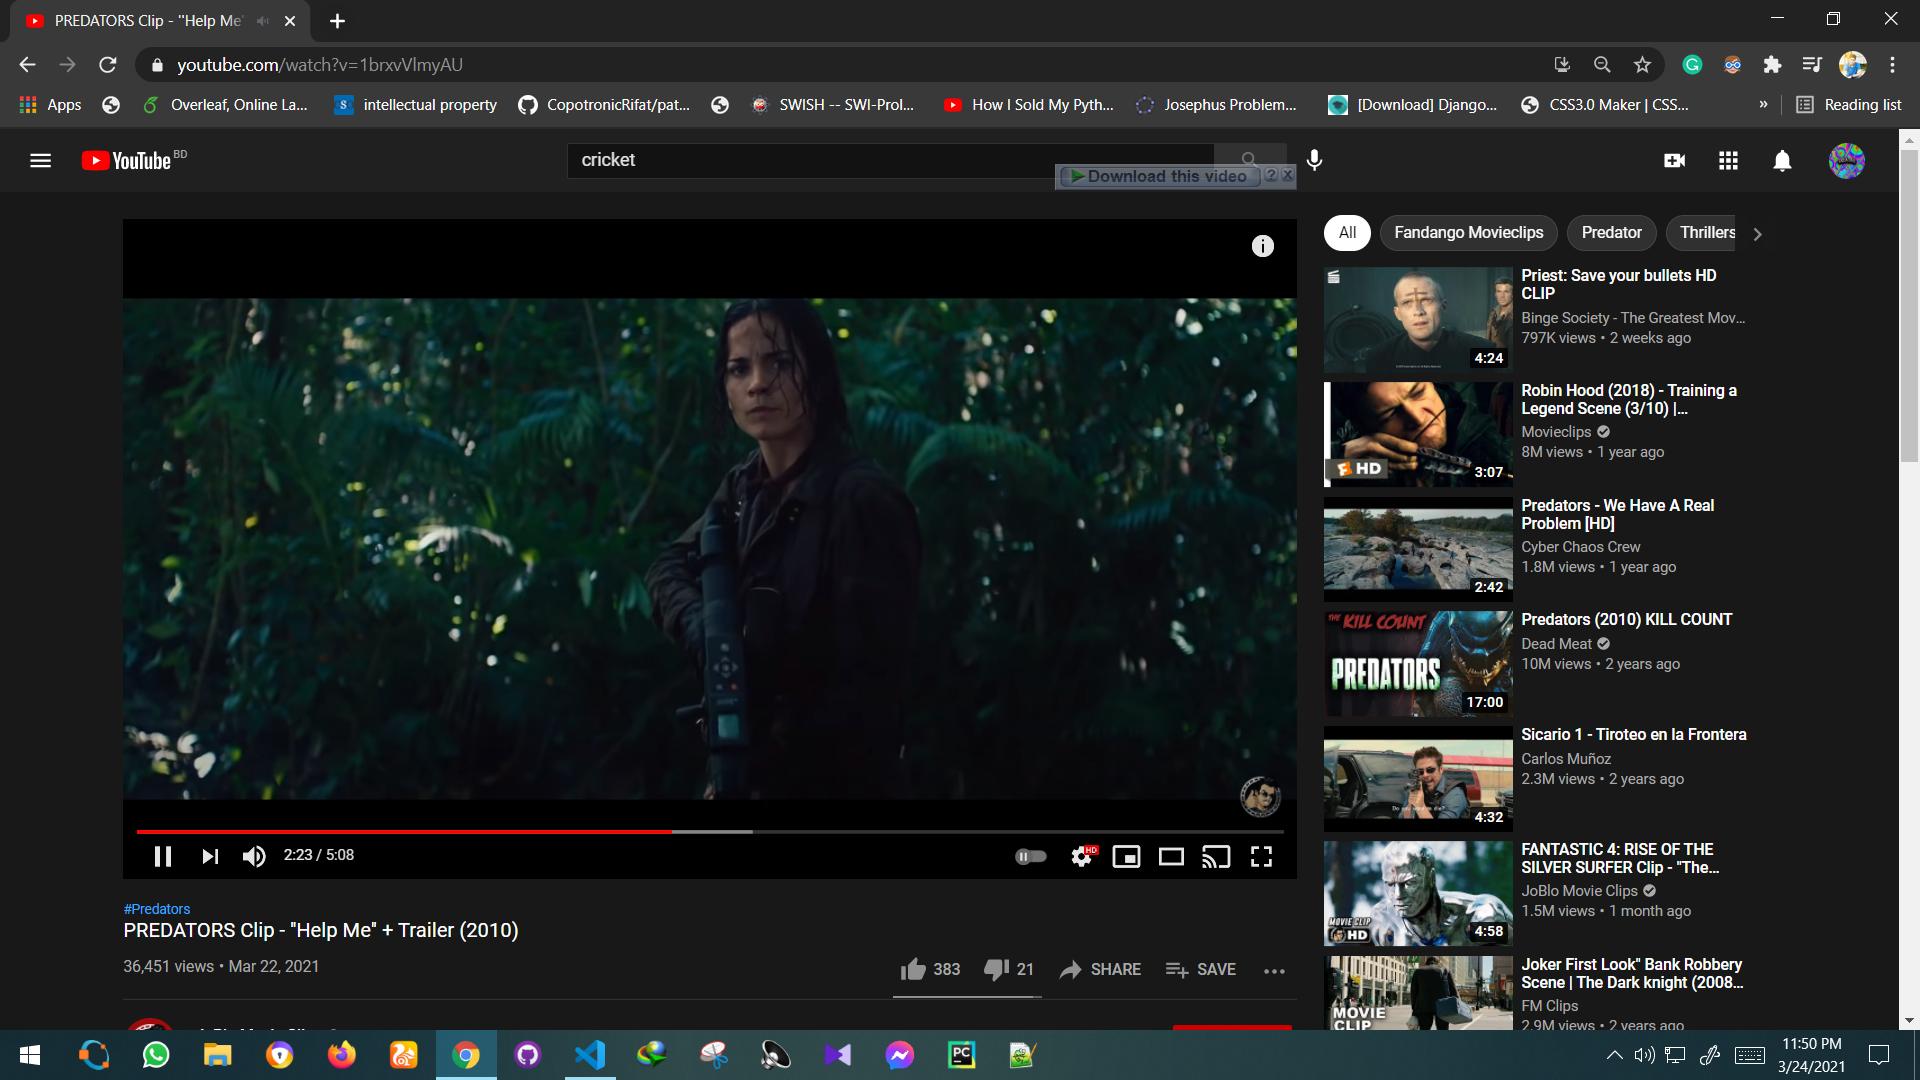 PREDATORS Clip - "Help Me"
youtube.com/watch?v=1brxvVlmyAU
Apps
Overleaf, Online La...
intellectual property
CopotronicRifat/pat...
SWISH -- SWI-Prol...
How I Sold My Pyth...
Josephus Problem...
[Download] Django...
CSS3.0 Maker | CSS...
»
Reading list
YouTube BD
cricket
Download this video
All
Fandango Movieclips
Predator
Thrillers
Priest: Save your bullets HD
CLIP
Binge Society - The Greatest Mov...
797K views • 2 weeks ago
4:24
Robin Hood (2018) - Training a
Legend Scene (3/10) |...
Movieclips
8M views • 1 year ago
HD
3:07
Predators - We Have A Real
Problem [HD]
Cyber Chaos Crew
1.8M views • 1 year ago
2:42
THE KILL COUNT
PREDATORS
17:00
Predators (2010) KILL COUNT
Dead Meat
10M views • 2 years ago
Sicario 1 - Tiroteo en la Frontera
Carlos Muñoz
2.3M views • 2 years ago
4:32
FANTASTIC 4: RISE OF THE
SILVER SURFER Clip - "The...
JoBlo Movie Clips
1.5M views • 1 month ago
MOVIE CLIP
HD
4:58
Joker First Look" Bank Robbery
Scene | The Dark knight (2008...
FM Clips
2.9M views • 2 years ago
MOVIE
CLIP
2:23 / 5:08
HD
#Predators
PREDATORS Clip - "Help Me" + Trailer (2010)
36,451 views • Mar 22, 2021
383
21
SHARE
SAVE
PC
11:50 PM
3/24/2021